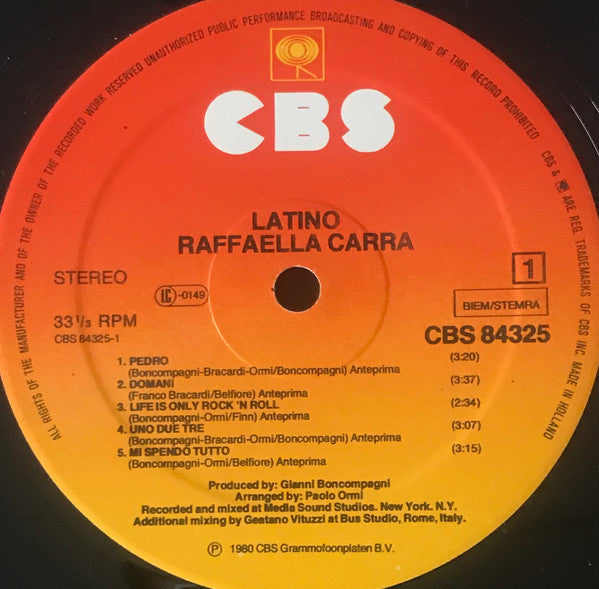 ALL RIGHTS OF THE MANUFACTURER AND OF THE OWNER OF THE RECORDED WORK RESERVED UNAUTHORIZED PUBLIC PERFORMANCE BROADCASTING AND COPYING OF THIS RECORD PROHIBITED
CBS & ARE REG. TRADEMARKS OF CBS INC. MADE IN HOLLAND
CBS
LATINO
RAFFAELLA CARRA
STEREO
LC -0149
1
33 1/3 RPM
BIEM/STEMRA
CBS 84325-1
CBS 84325
1. PEDRO (3:20)
(Boncompagni-Bracardi-Ormi/Boncompagni) Anteprima
2. DOMANI (3:37)
(Franco Bracardi/Belfiore) Anteprima
3. LIFE IS ONLY ROCK 'N ROLL (2:34)
(Boncompagni-Ormi/Finn) Anteprima
4. UNO DUE TRE (3:07)
(Boncompagni-Bracardi-Ormi/Boncompagni) Anteprima
5. MI SPENDO TUTTO (3:15)
(Boncompagni-Ormi/Belfiore) Anteprima
Produced by: Gianni Boncompagni
Arranged by: Paolo Ormi
Recorded and mixed at Media Sound Studios. New York. N.Y.
Additional mixing by Geatano Vituzzi at Bus Studio, Rome, Italy.
Ⓟ 1980 CBS Grammofoonplaten B.V.